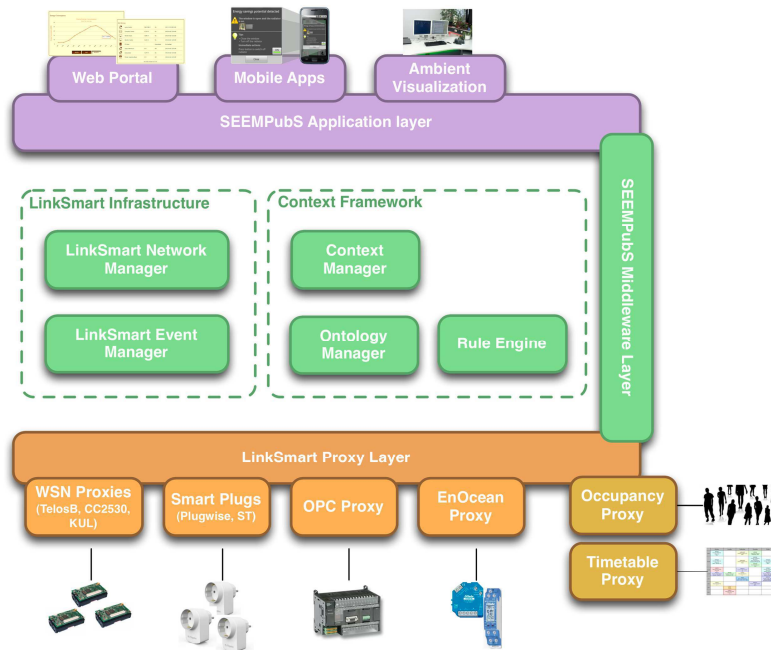 Web Portal
Mobile Apps
Ambient
Visualization
SEEMPubS Application layer
SEEMPubS Middleware Layer
LinkSmart Infrastructure
Context Framework
LinkSmart Network
Manager
Context
Manager
LinkSmart Event
Manager
Ontology
Manager
Rule Engine
LinkSmart Proxy Layer
WSN Proxies
(TelosB, CC2530,
KUL)
Smart Plugs
(Plugwise, ST)
OPC Proxy
EnOcean
Proxy
Occupancy
Proxy
Timetable
Proxy